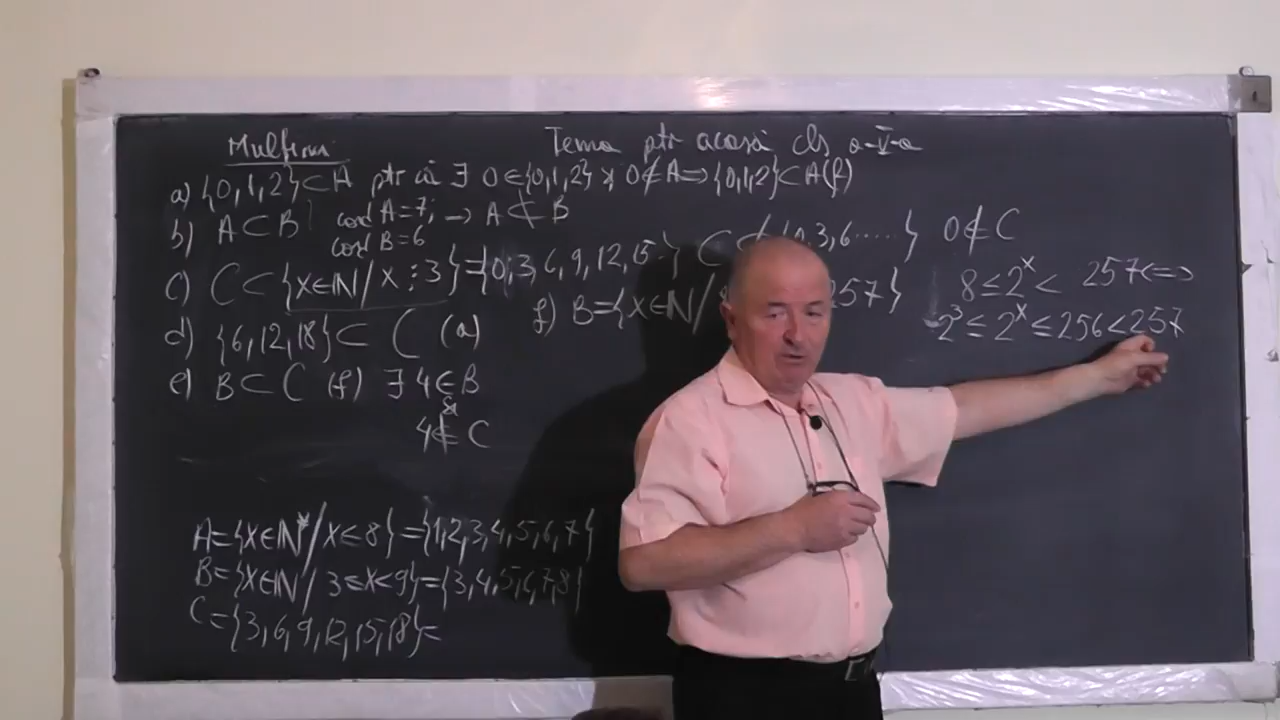 Mulțimi
Tema ptr acasă cls a-V-a
a) {0,1,2}⊂A ptr că ∃ 0∈{0,1,2} și 0∉A⇒{0,1,2}⊂A(f)
b) A⊂B card A=7; → A⊄B
card B=6
c) C⊂{x∈ℕ/x⋮3}={0,3,6,9,12,15..} C⊄{0,3,6.....} 0∉C
d) {6,12,18}⊂ C (a)
e) B⊂C (f) ∃ 4∈B
și
4∉C
f) B={x∈ℕ/8 257}
8≤2^x< 257⇔
2^3≤2^x≤256<257
A={x∈ℕ*/x<8}={1,2,3,4,5,6,7}
B={x∈ℕ/3≤x<9}={3,4,5,6,7,8}
C={3,6,9,12,15,18}=